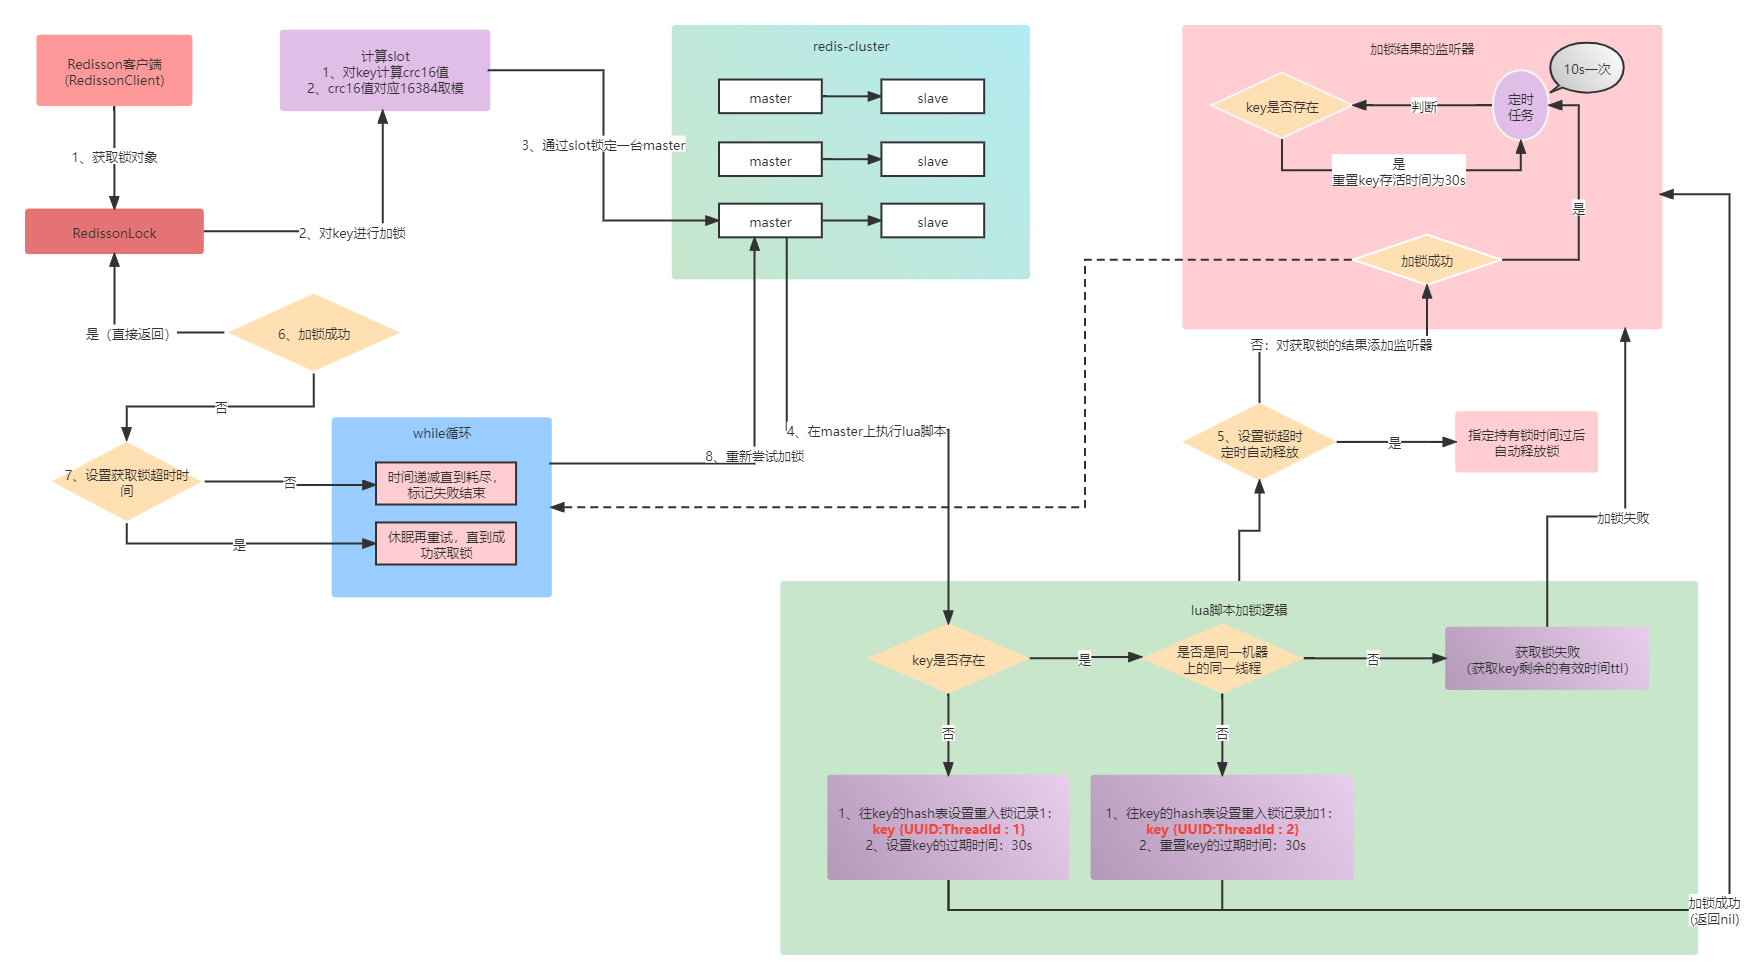 Redisson客户端
(RedissonClient)
1、获取锁对象
RedissonLock
2、对key进行加锁
计算slot
1、对key计算crc16值
2、crc16值对应16384取模
3、通过slot锁定一台master
redis-cluster
master
slave
master
slave
master
slave
加锁结果的监听器
10s一次
定时
任务
判断
key是否存在
是
重置key存活时间为30s
是
加锁成功
否：对获取锁的结果添加监听器
6、加锁成功
是（直接返回）
否
7、设置获取锁超时时
间
否
是
while循环
时间递减直到耗尽，
标记失败结束
休眠再重试，直到成
功获取锁
8、重新尝试加锁
4、在master上执行lua脚本
5、设置锁超时
定时自动释放
是
指定持有锁时间过后
自动释放锁
加锁失败
lua脚本加锁逻辑
key是否存在
是
是否是同一机器
上的同一线程
否
获取锁失败
（获取key剩余的有效时间ttl）
否
否
1、往key的hash表设置重入锁记录1：
key {UUID:ThreadId : 1}
2、设置key的过期时间：30s
1、往key的hash表设置重入锁记录加1：
key {UUID:ThreadId : 2}
2、重置key的过期时间：30s
加锁成功
(返回nil)